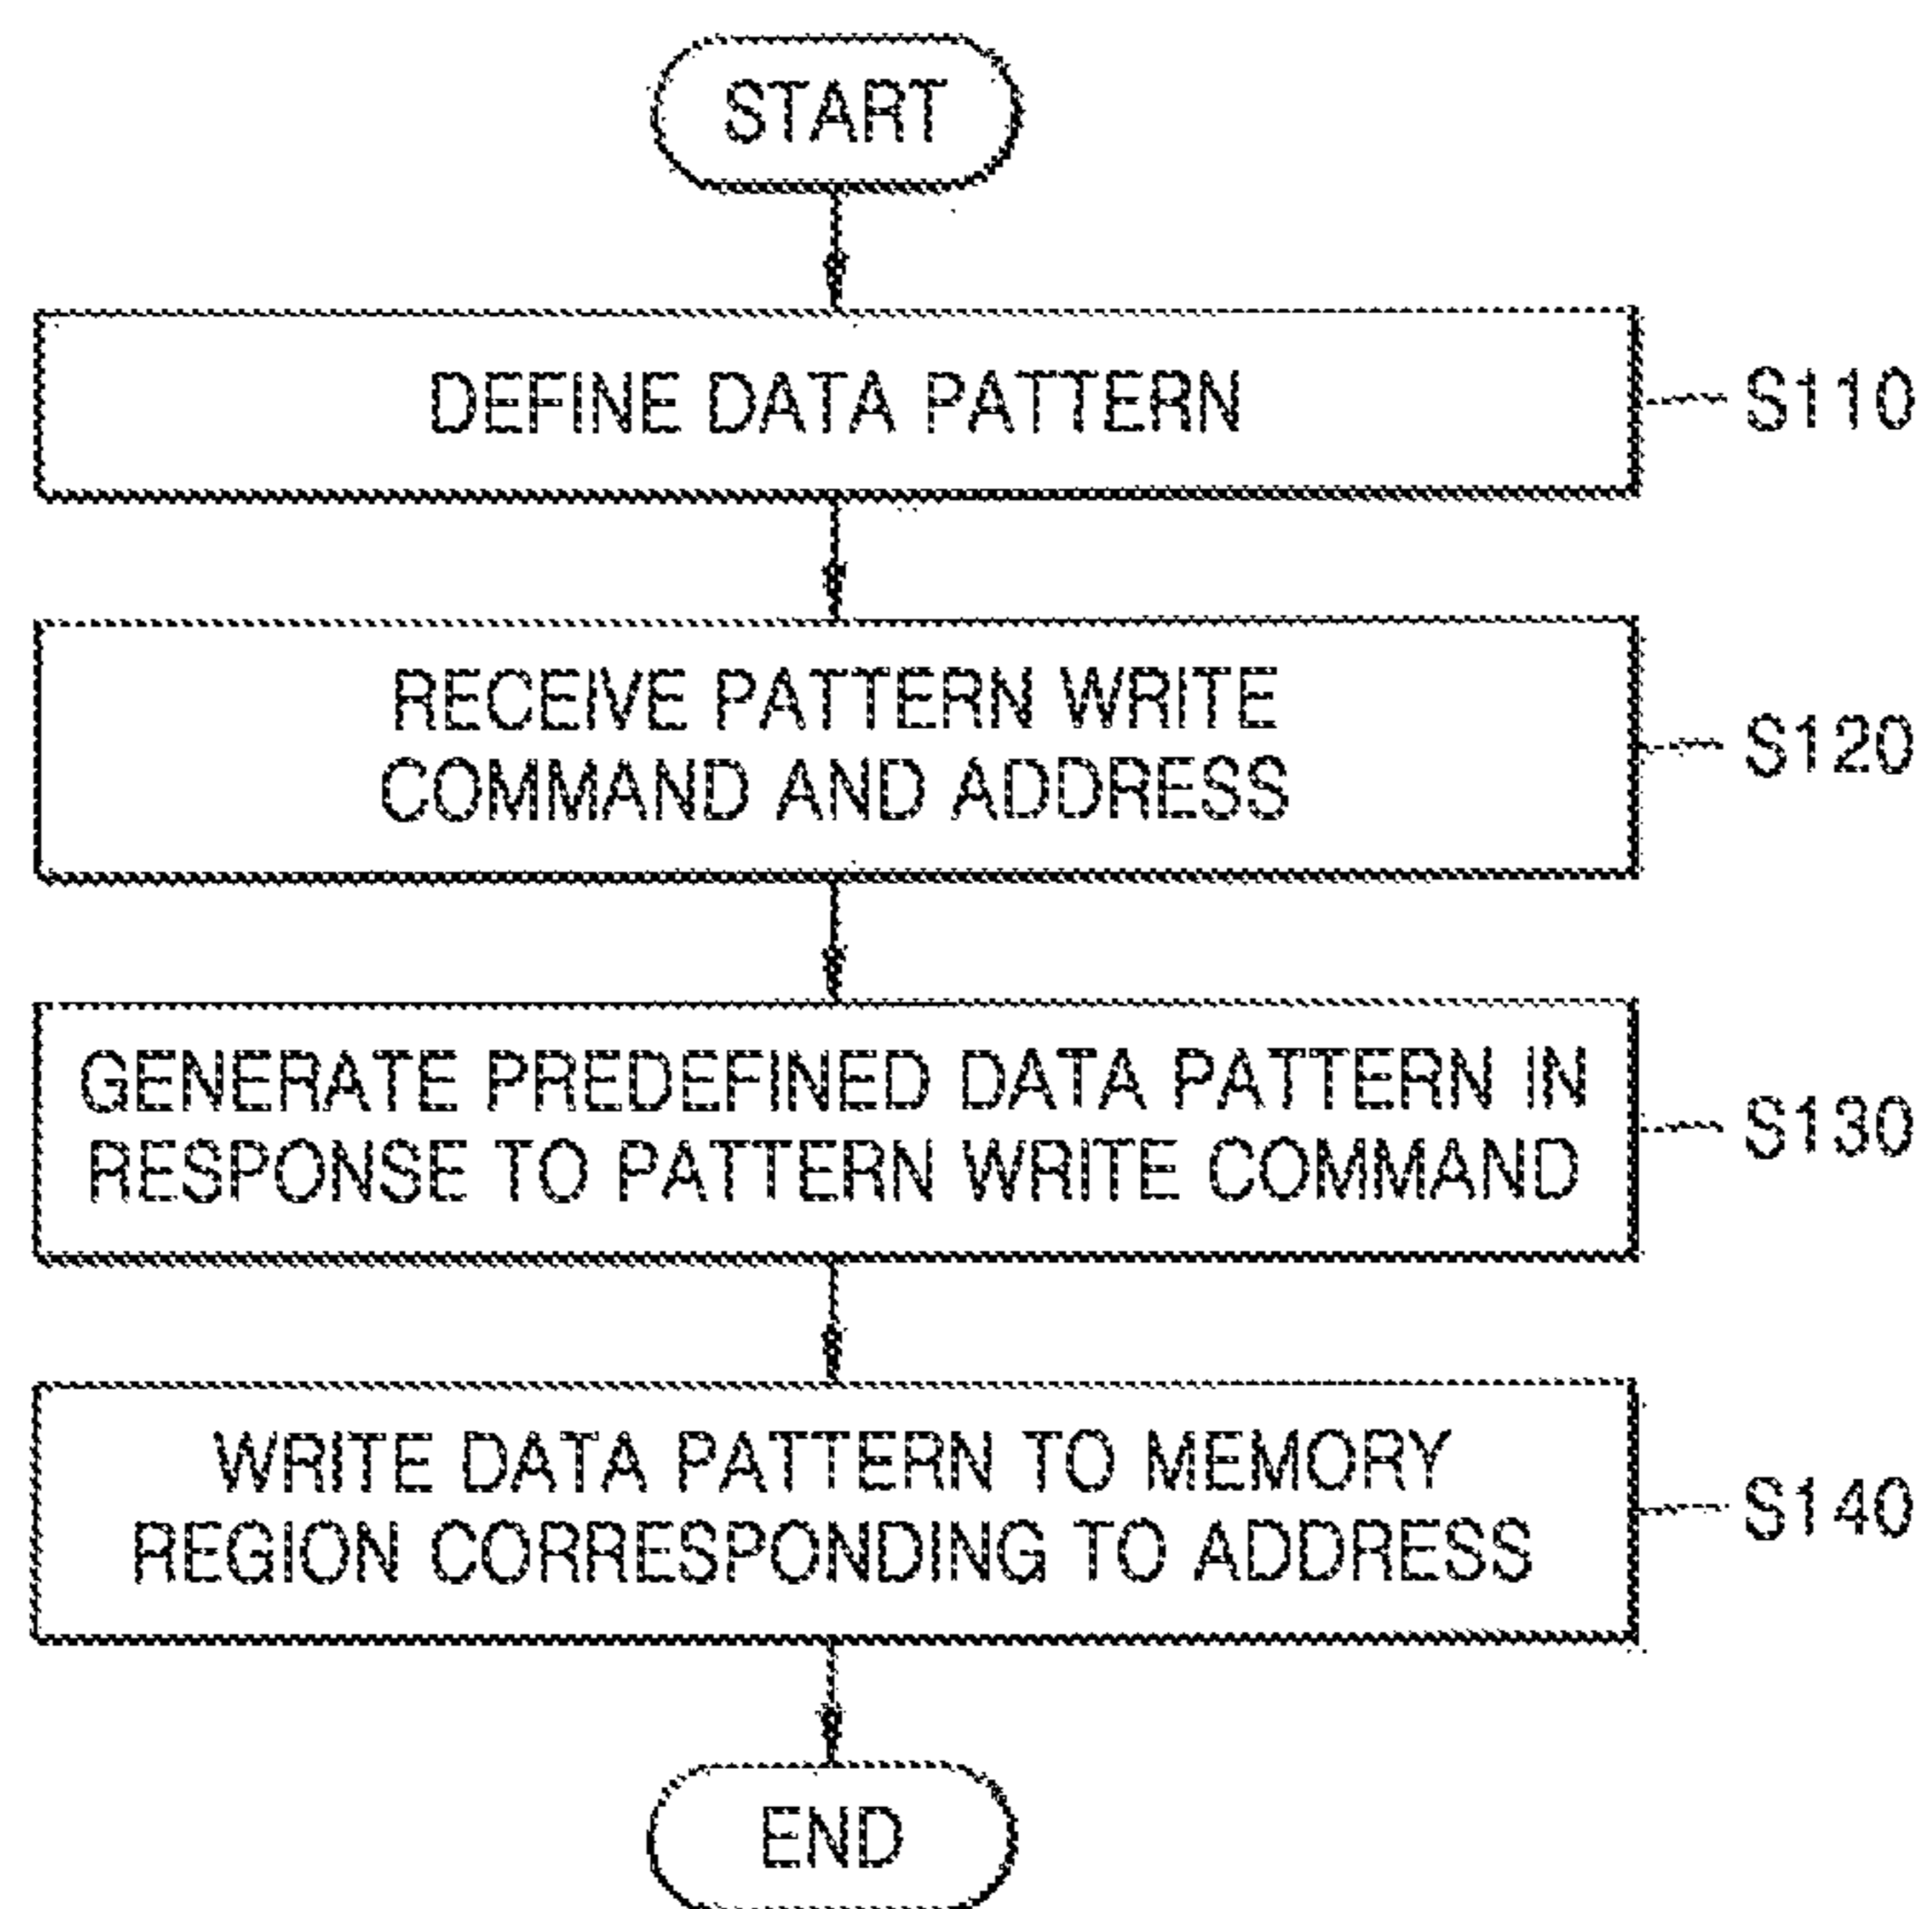 START
DEFINE DATA PATTERN
S110
RECEIVE PATTERN WRITE
COMMAND AND ADDRESS
S120
GENERATE PREDEFINED DATA PATTERN IN
RESPONSE TO PATTERN WRITE COMMAND
S130
WRITE DATA PATTERN TO MEMORY
REGION CORRESPONDING TO ADDRESS
S140
END